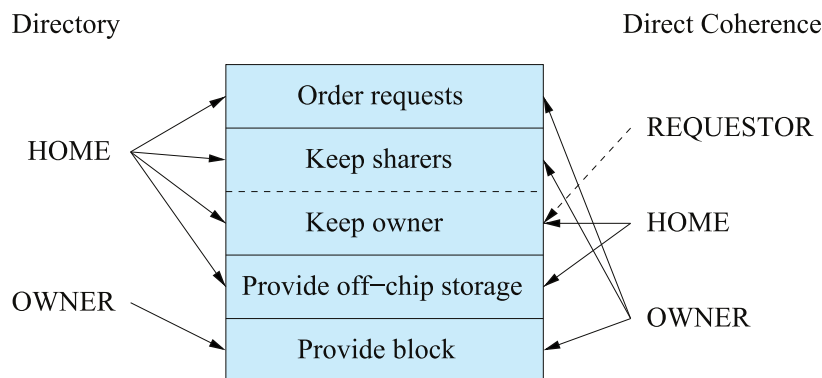 Directory
Direct Coherence
Order requests
REQUESTOR
HOME
Keep sharers
Keep owner
HOME
Provide off-chip storage
OWNER
OWNER
Provide block